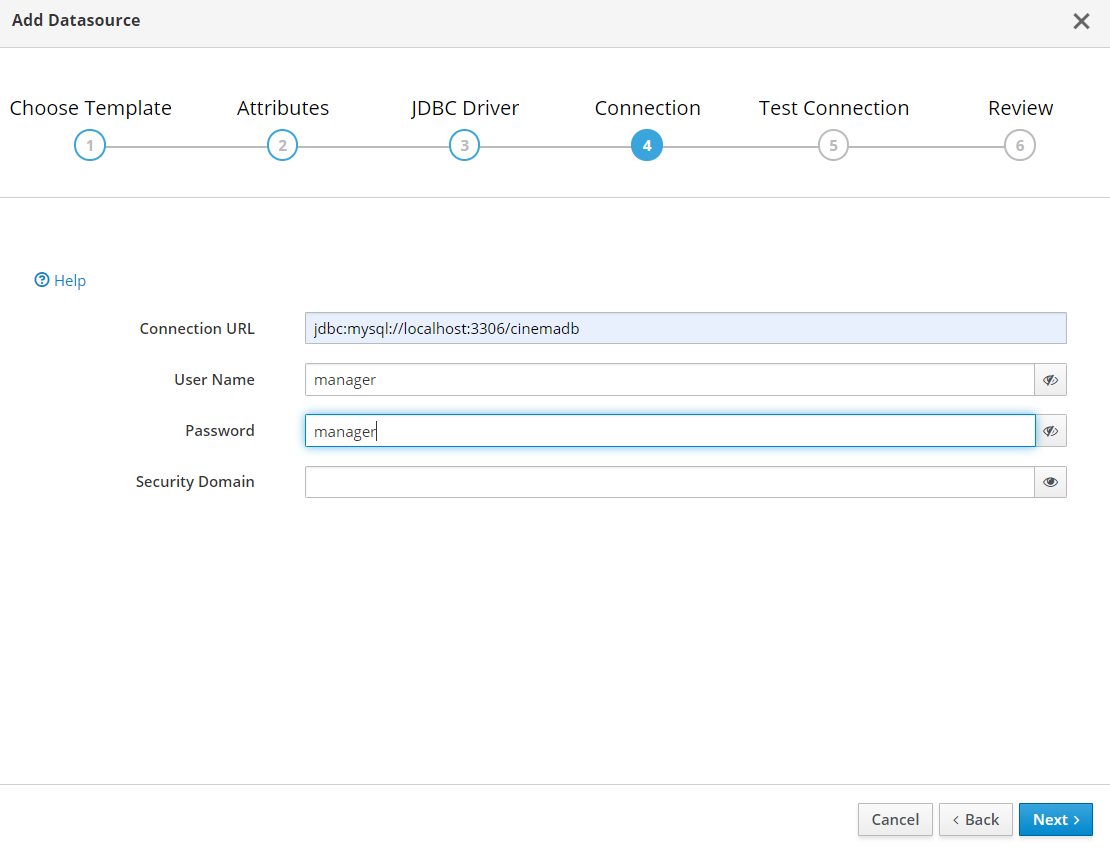 Add Datasource
Choose Template Attributes JDBC Driver Connection Test Connection Review
1 2 3 4 5 6
Help
Connection URL jdbc:mysql://localhost:3306/cinemadb
User Name manager
Password manager
Security Domain
Cancel Back Next